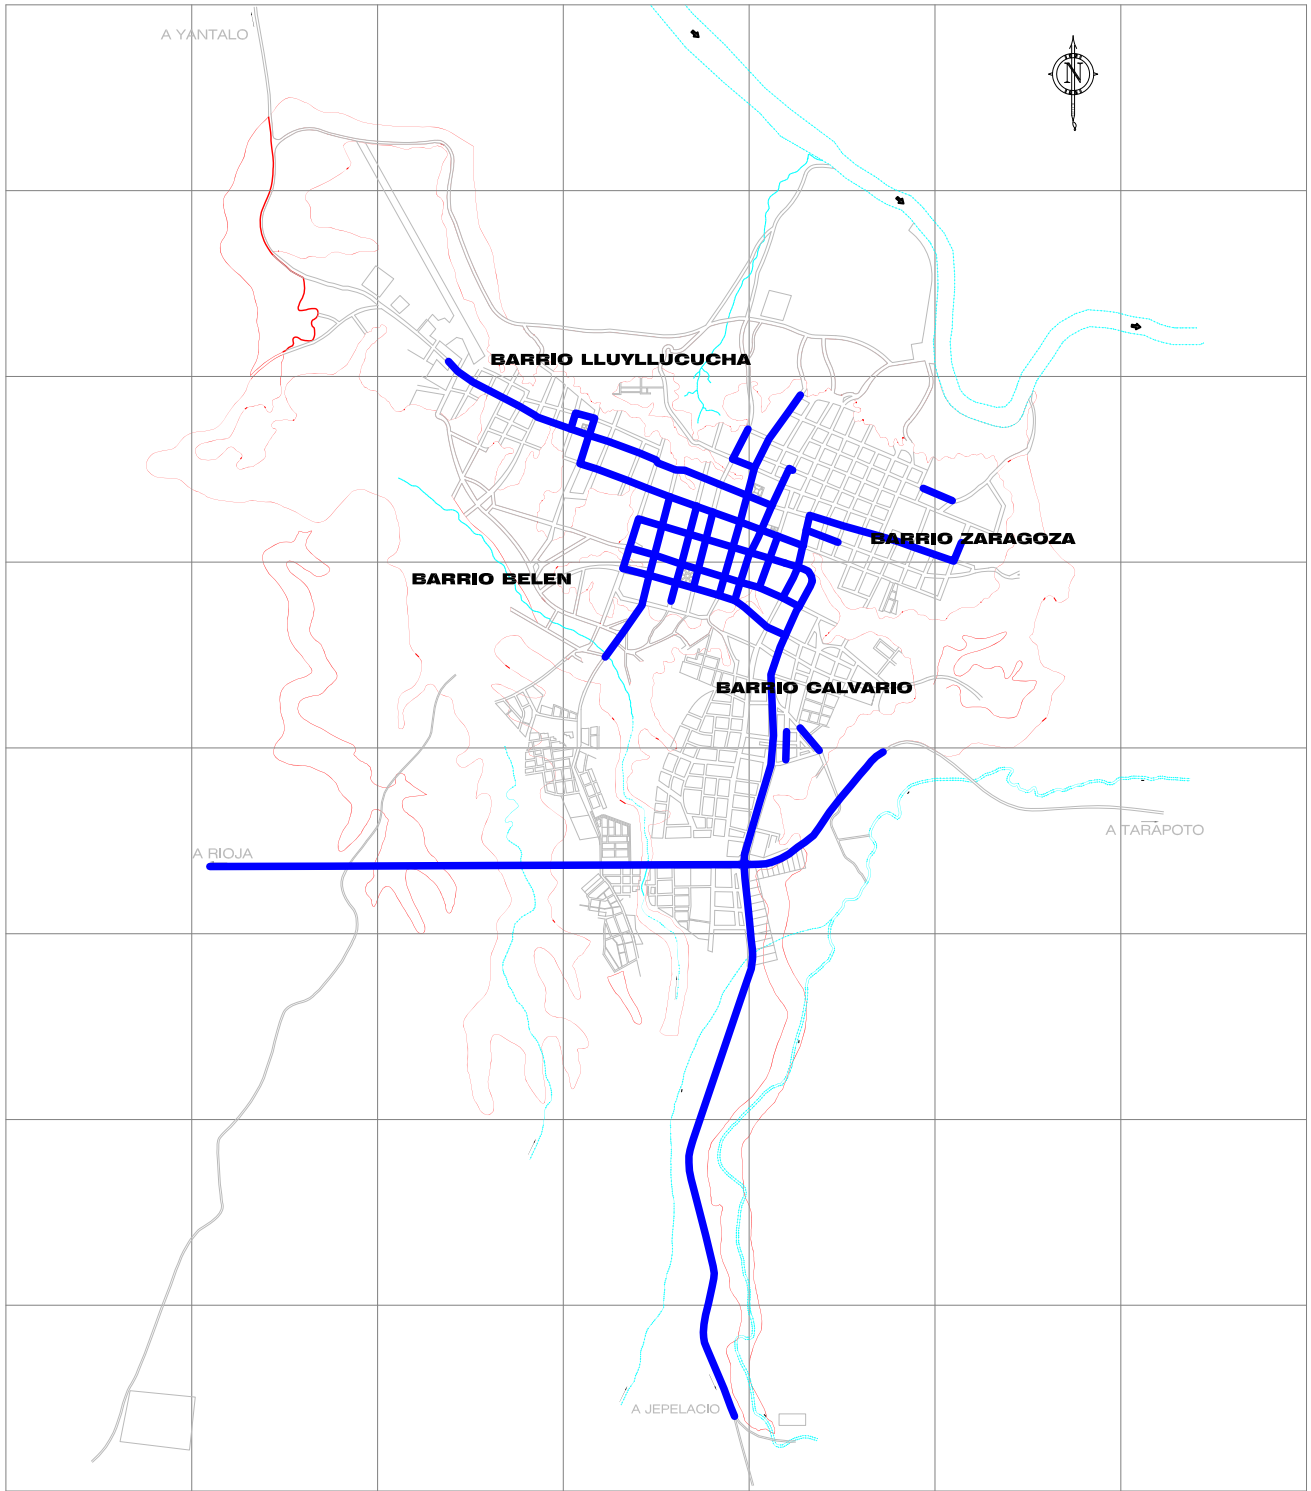 A YANTALO
N
BARRIO LLUYLLUCUCHA
BARRIO ZARAGOZA
BARRIO BELEN
BARRIO CALVARIO
A TARAPOTO
A RIOJA
A JEPELACIO